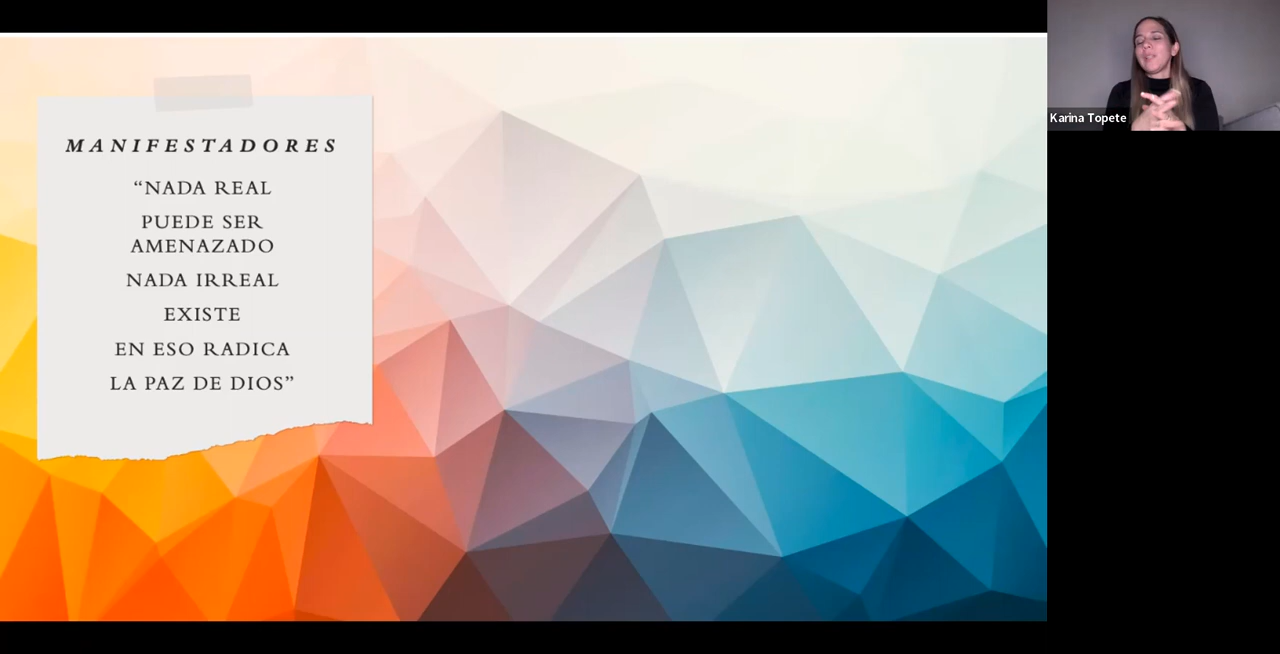 MANIFESTADORES
“NADA REAL
PUEDE SER
AMENAZADO
NADA IRREAL
EXISTE
EN ESO RADICA
LA PAZ DE DIOS”
Karina Topete